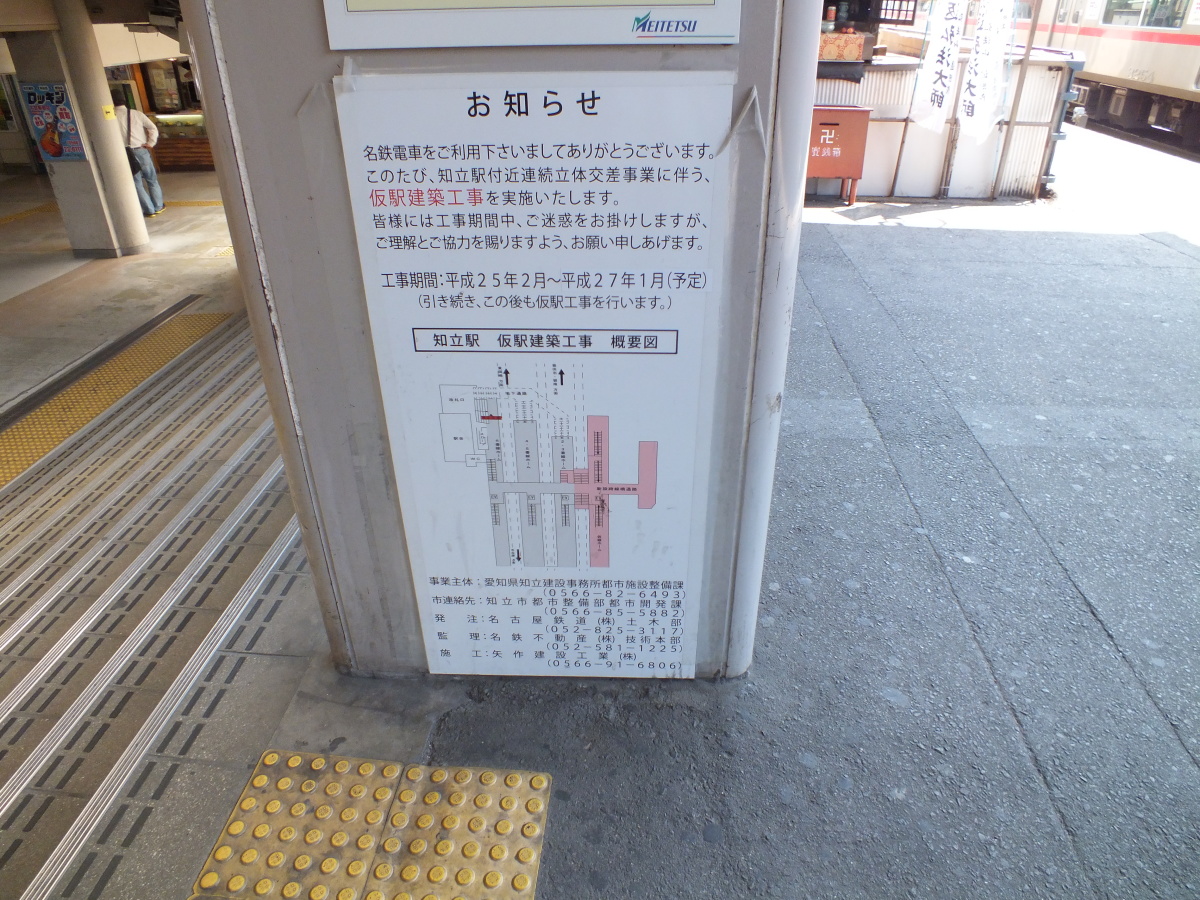 MEITETSU
お知らせ
名鉄電車をご利用下さいましてありがとうございます。
このたび、知立駅付近連続立体交差事業に伴う、
仮駅建築工事を実施いたします。
皆様には工事期間中、ご迷惑をお掛けしますが、
ご理解とご協力を賜りますよう、お願い申しあげます。
工事期間：平成２５年２月〜平成２７年１月（予定）
（引き続き、この後も仮駅工事を行います。）
知立駅　仮駅建築工事　概要図
事業主体：愛知県知立建設事務所都市施設整備課
（０５６６－８２－６４９３）
市連絡先：知立市都市整備部都市開発課
（０５６６－８５－５８８２）
発　　注：名古屋鉄道（株）土木部
（０５２－８２５－３１１７）
監　　理：名鉄不動産（株）技術本部
（０５２－５８１－１２２５）
施　　工：矢作建設工業（株）
（０５６６－９１－６８０６）
ロッキン
弘法大師
法大師
卍